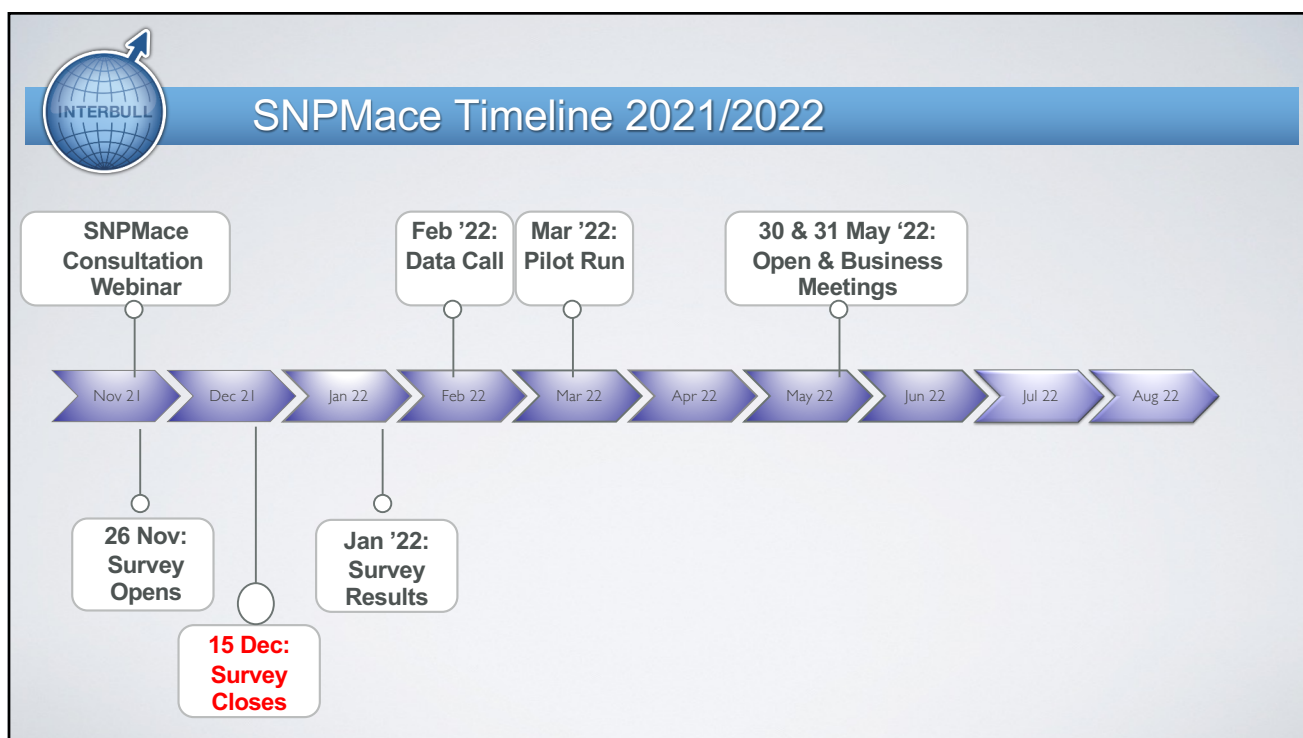 INTERBULL
SNPMace Timeline 2021/2022
SNPMace
Consultation
Webinar
Feb ’22:
Data Call
Mar ’22:
Pilot Run
30 & 31 May ‘22:
Open & Business
Meetings
Nov 21
Dec 21
Jan 22
Feb 22
Mar 22
Apr 22
May 22
Jun 22
Jul 22
Aug 22
26 Nov:
Survey
Opens
15 Dec:
Survey
Closes
Jan ’22:
Survey
Results